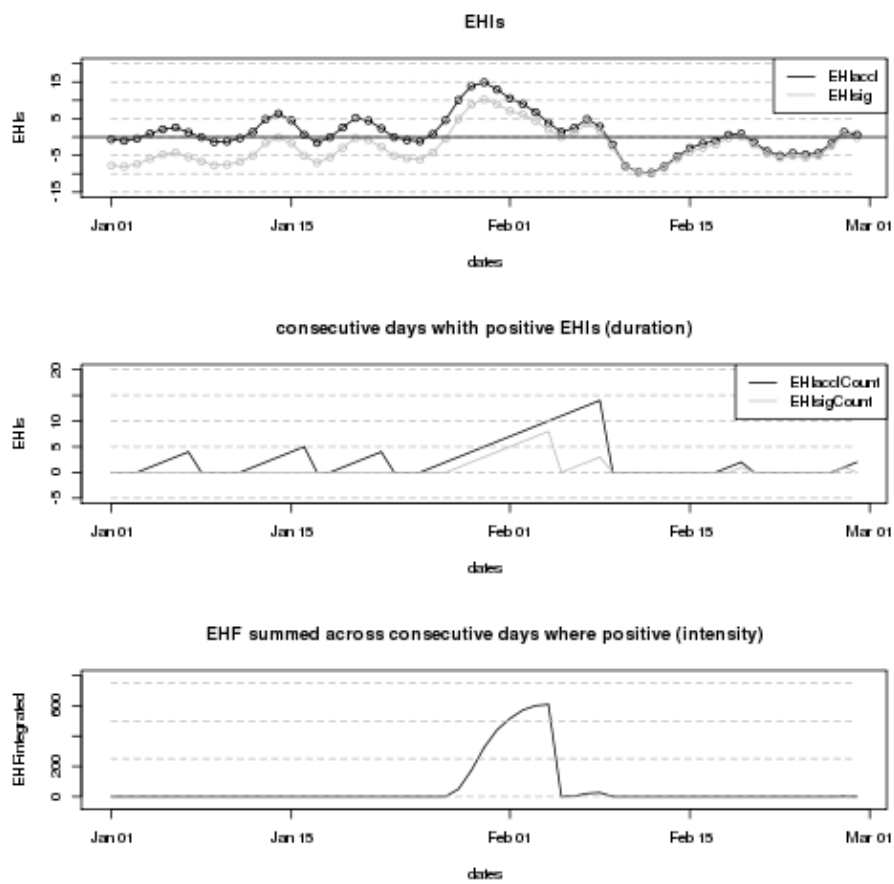 EHIs
EHIs
15
5
-5
-15
EHIaccl
EHIsig
Jan 01
Jan 15
Feb 01
Feb 15
Mar 01
dates
consecutive days whith positive EHIs (duration)
EHIs
20
10
5
0
-5
EHIacclCount
EHIsigCount
Jan 01
Jan 15
Feb 01
Feb 15
Mar 01
dates
EHF summed across consecutive days where positive (intensity)
EHFintegrated
600
200
0
Jan 01
Jan 15
Feb 01
Feb 15
Mar 01
dates